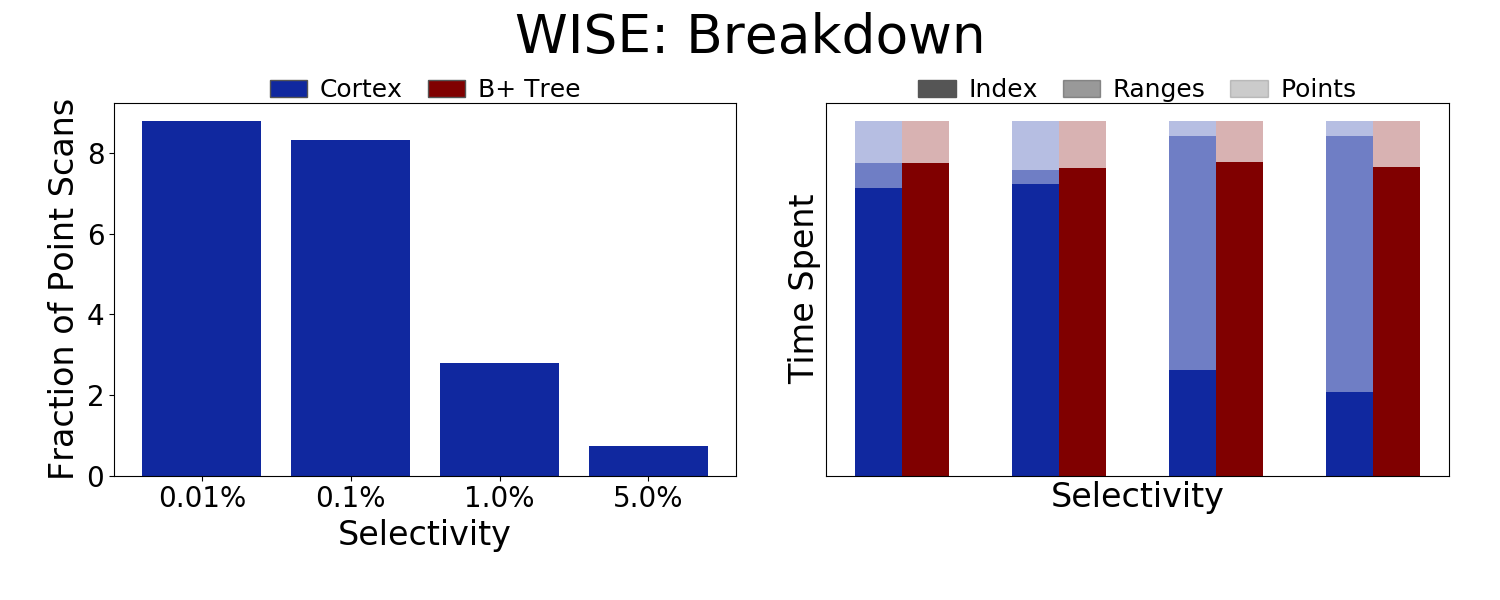 WISE: Breakdown
Cortex B+ Tree
Fraction of Point Scans
8
6
4
2
0
0.01% 0.1% 1.0% 5.0%
Selectivity
Index Ranges Points
Time Spent
Selectivity